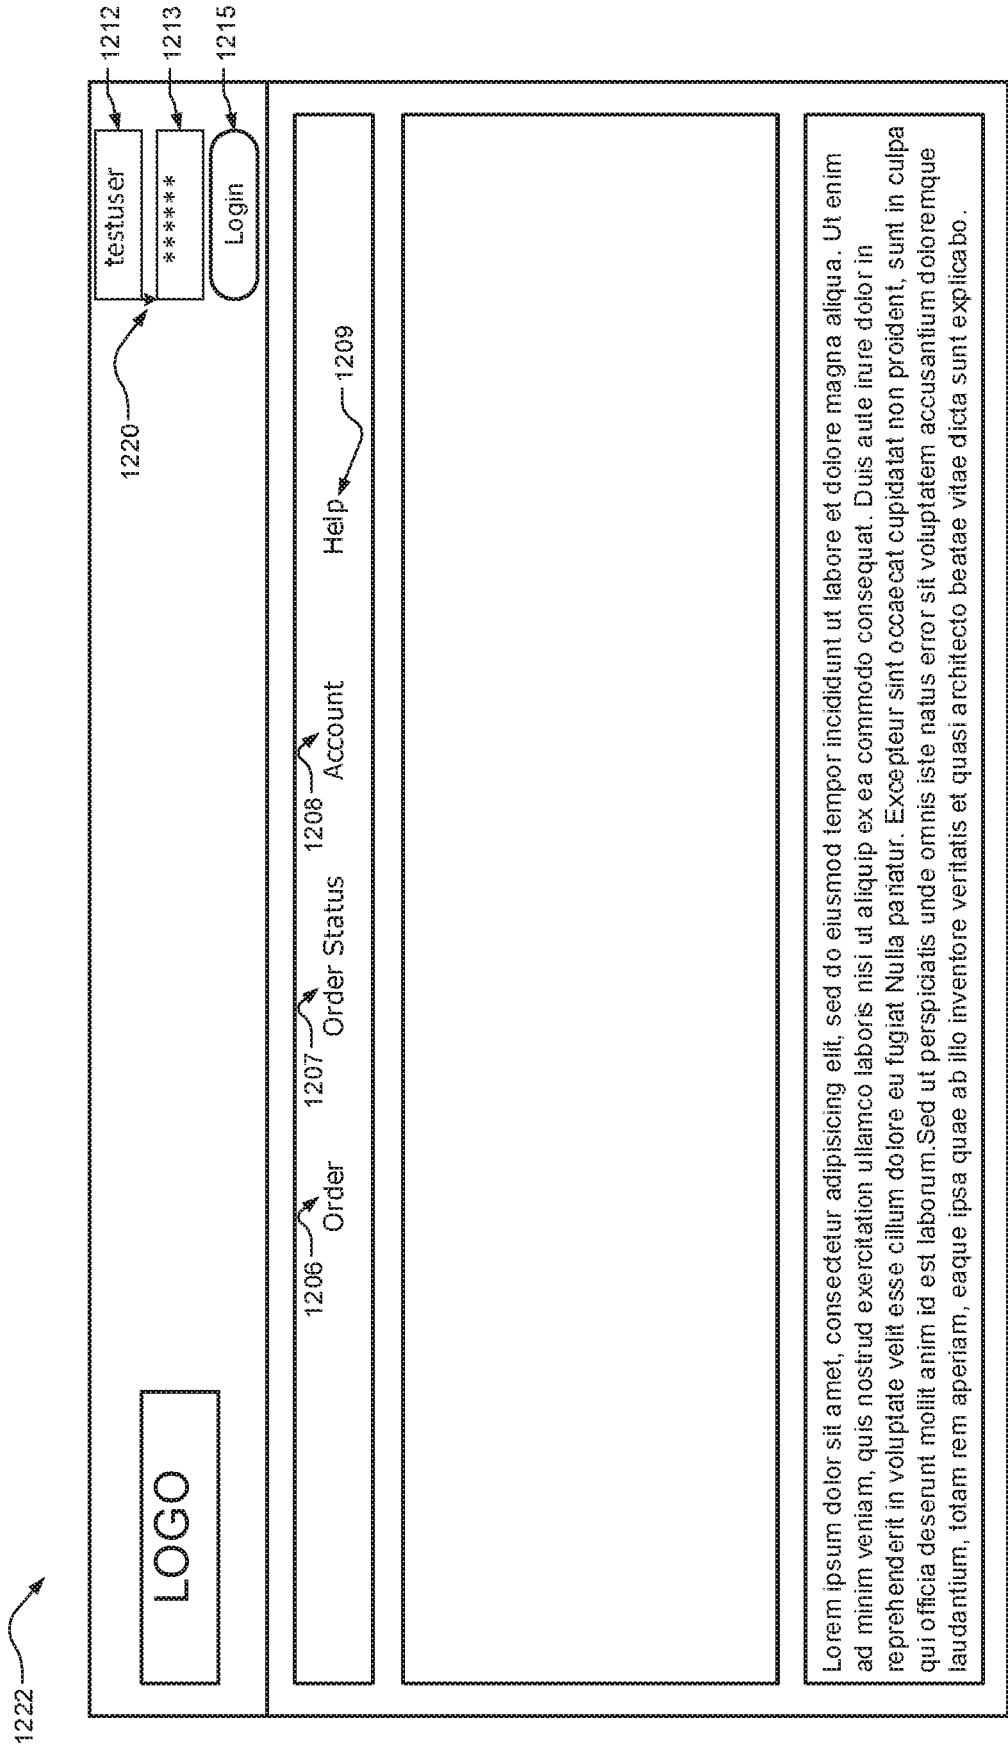 1222
LOGO
testuser
1212
*******
1213
Login
1215
1220
1206
Order
1207
Order Status
1208
Account
Help
1209
Lorem ipsum dolor sit amet, consectetur adipisicing elit, sed do eiusmod tempor incididunt ut labore et dolore magna aliqua. Ut enim
ad minim veniam, quis nostrud exercitation ullamco laboris nisi ut aliquip ex ea commodo consequat. Duis aute irure dolor in
reprehenderit in voluptate velit esse cillum dolore eu fugiat Nulla pariatur. Excepteur sint occaecat cupidatat non proident, sunt in culpa
qui officia deserunt mollit anim id est laborum.Sed ut perspiciatis unde omnis iste natus error sit voluptatem accusantium doloremque
laudantium, totam rem aperiam, eaque ipsa quae ab illo inventore veritatis et quasi architecto beatae vitae dicta sunt explicabo.